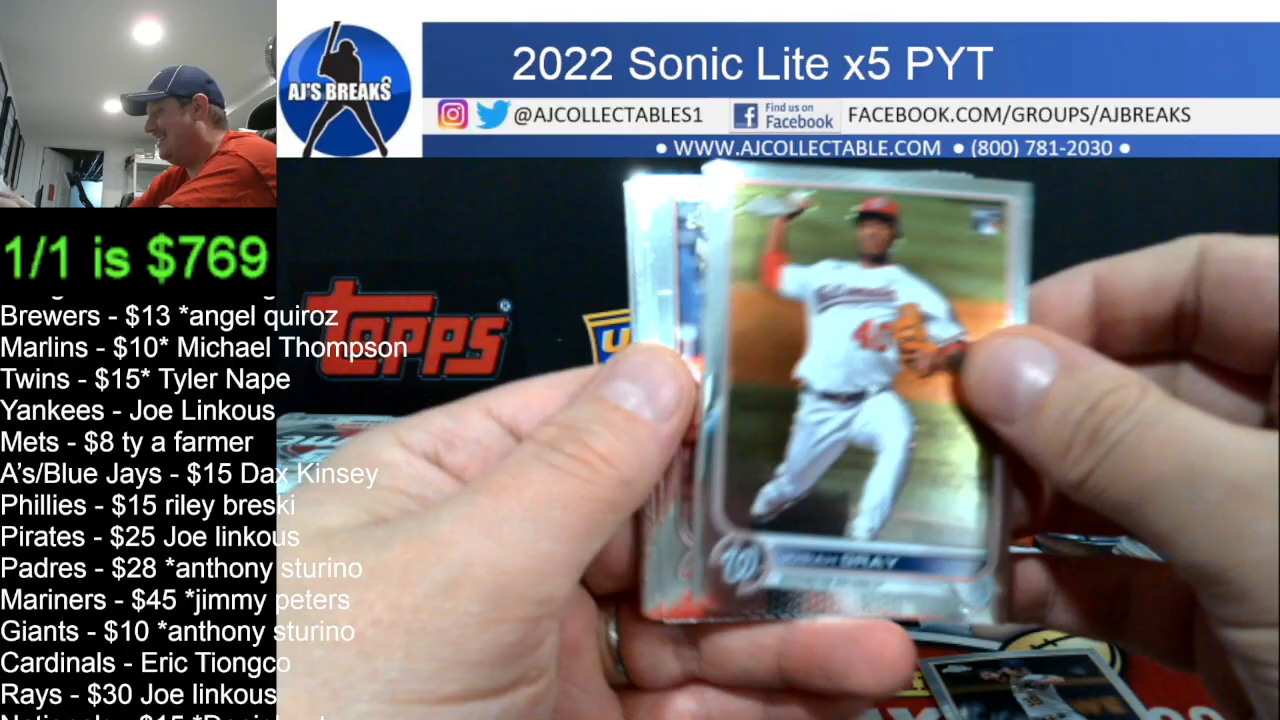 2022 Sonic Lite x5 PYT
AJ'S BREAKS
@AJCOLLECTABLES1
Find us on
Facebook
FACEBOOK.COM/GROUPS/AJBREAKS
• WWW.AJCOLLECTABLE.COM • (800) 781-2030 •
1/1 is $769
Brewers - $13 *angel quiroz
Marlins - $10* Michael Thompson
Twins - $15* Tyler Nape
Yankees - Joe Linkous
Mets - $8 ty a farmer
A's/Blue Jays - $15 Dax Kinsey
Phillies - $15 riley breski
Pirates - $25 Joe linkous
Padres - $28 *anthony sturino
Mariners - $45 *jimmy peters
Giants - $10 *anthony sturino
Cardinals - Eric Tiongco
Rays - $30 Joe linkous
topps
GRAY
W